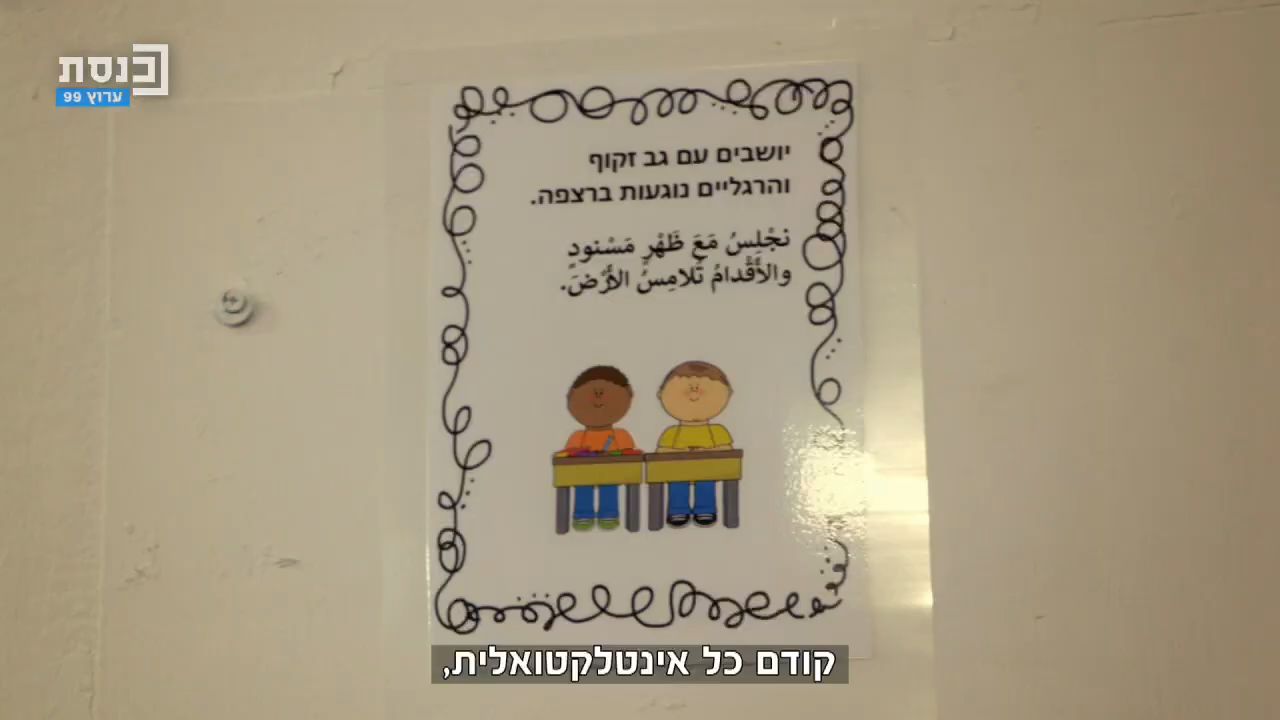 כנסת
ערוץ 99
יושבים עם גב זקוף
והרגליים נוגעות ברצפה.
نَجْلِسُ مَعَ ظَهْرٍ مَسْنودٍ
والأَقْدامُ تُلامِسُ الأَرْضَ.
קודם כל אינטלקטואלית,